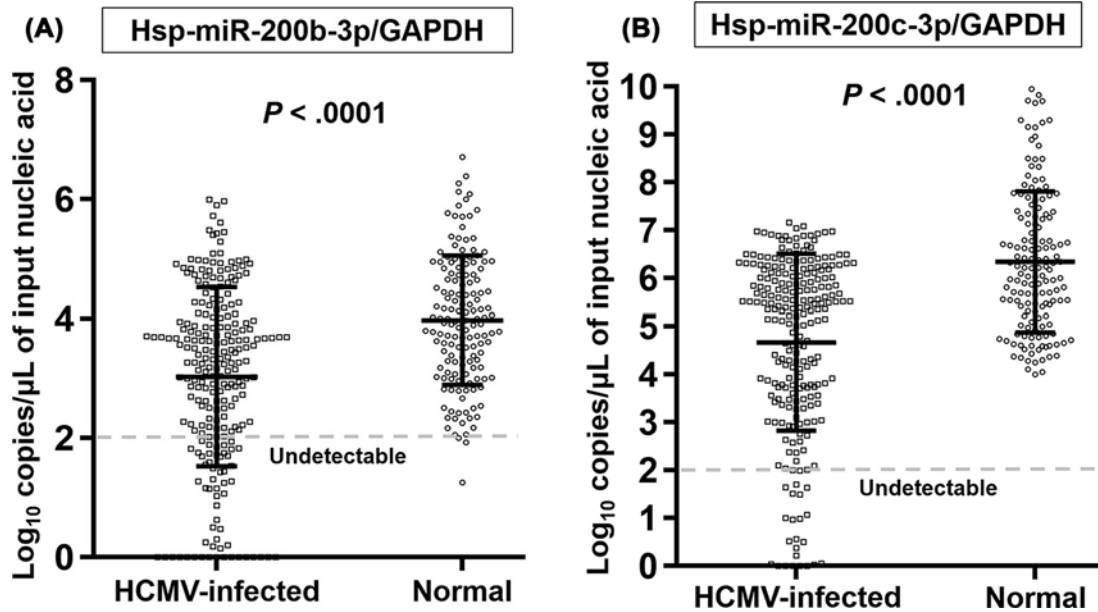 (A)
Hsp-miR-200b-3p/GAPDH
Log10 copies/μL of input nucleic acid
8
6
4
2
0
P < .0001
Undetectable
HCMV-infected
Normal
(B)
Hsp-miR-200c-3p/GAPDH
Log10 copies/μL of input nucleic acid
10
9
8
7
6
5
4
3
2
1
0
P < .0001
Undetectable
HCMV-infected
Normal